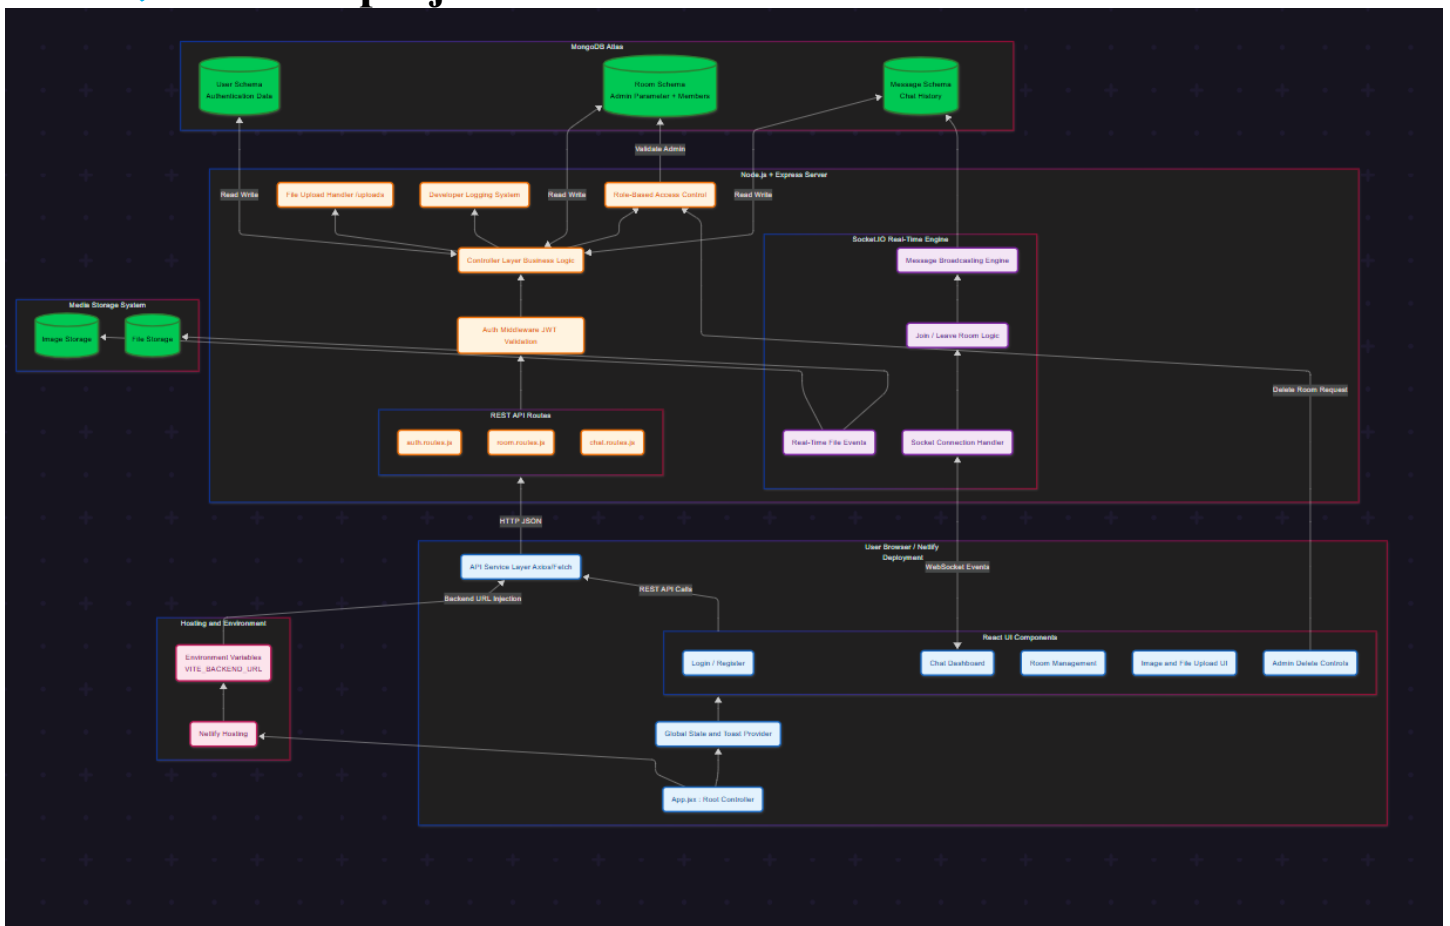 MongoDB Atlas
User Schema
Authentication Data
Room Schema
Admin Parameter + Members
Message Schema
Chat History
Validate Admin
Node.js + Express Server
Read Write
File Upload Handler /uploads
Developer Logging System
Read Write
Role-Based Access Control
Read Write
Socket.IO Real-Time Engine
Controller Layer Business Logic
Message Broadcasting Engine
Media Storage System
Image Storage
File Storage
Auth Middleware JWT
Validation
Join / Leave Room Logic
Delete Room Request
REST API Routes
auth.routes.js
room.routes.js
chat.routes.js
Real-Time File Events
Socket Connection Handler
HTTP JSON
User Browser / Netlify
Deployment
API Service Layer Axios/Fetch
WebSocket Events
REST API Calls
Backend URL Injection
Hosting and Environment
React UI Components
Environment Variables
VITE_BACKEND_URL
Login / Register
Chat Dashboard
Room Management
Image and File Upload UI
Admin Delete Controls
Netlify Hosting
Global State and Toast Provider
App.jsx : Root Controller